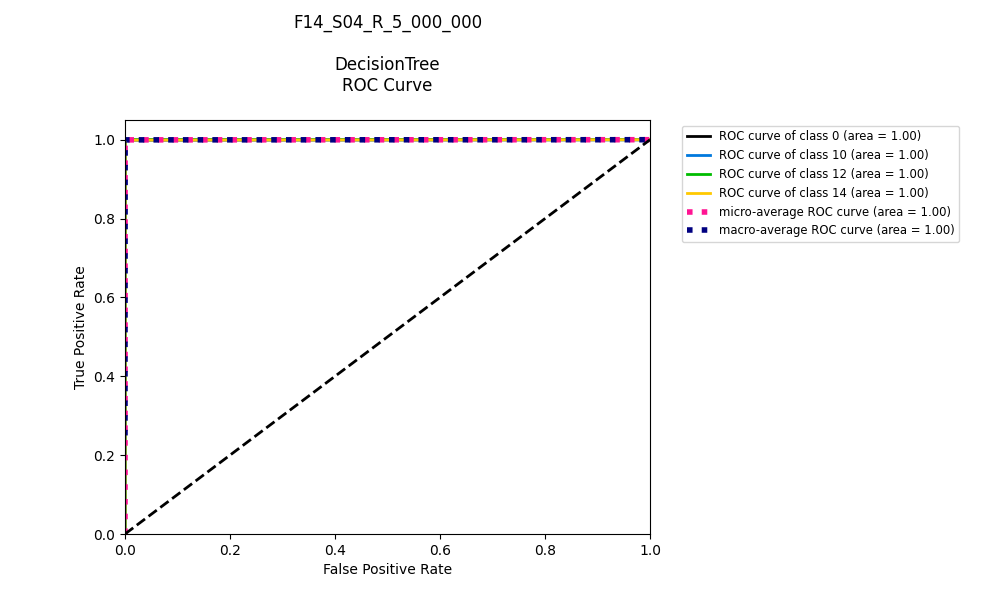 F14_S04_R_5_000_000
DecisionTree
ROC Curve
1.0
0.8
0.6
0.4
0.2
0.0
True Positive Rate
0.0
0.2
0.4
0.6
0.8
1.0
False Positive Rate
ROC curve of class 0 (area = 1.00)
ROC curve of class 10 (area = 1.00)
ROC curve of class 12 (area = 1.00)
ROC curve of class 14 (area = 1.00)
micro-average ROC curve (area = 1.00)
macro-average ROC curve (area = 1.00)